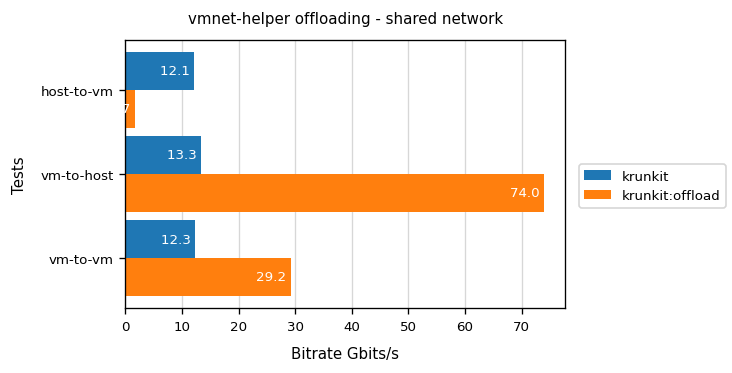 vmnet-helper offloading - shared network
Tests
host-to-vm
12.1
7
vm-to-host
13.3
74.0
vm-to-vm
12.3
29.2
0 10 20 30 40 50 60 70
Bitrate Gbits/s
krunkit
krunkit:offload